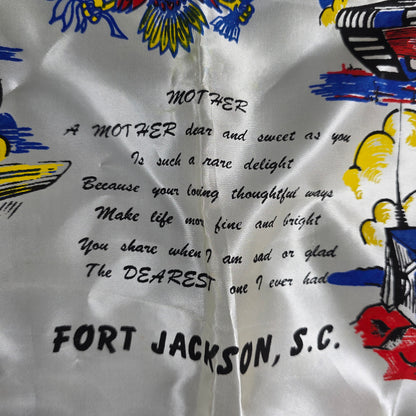 MOTHER
A MOTHER dear and sweet as you
Is such a rare delight
Because your loving thoughtful ways
Make life more fine and bright
You share when I am sad or glad
The DEAREST one I ever had
FORT JACKSON, S.C.